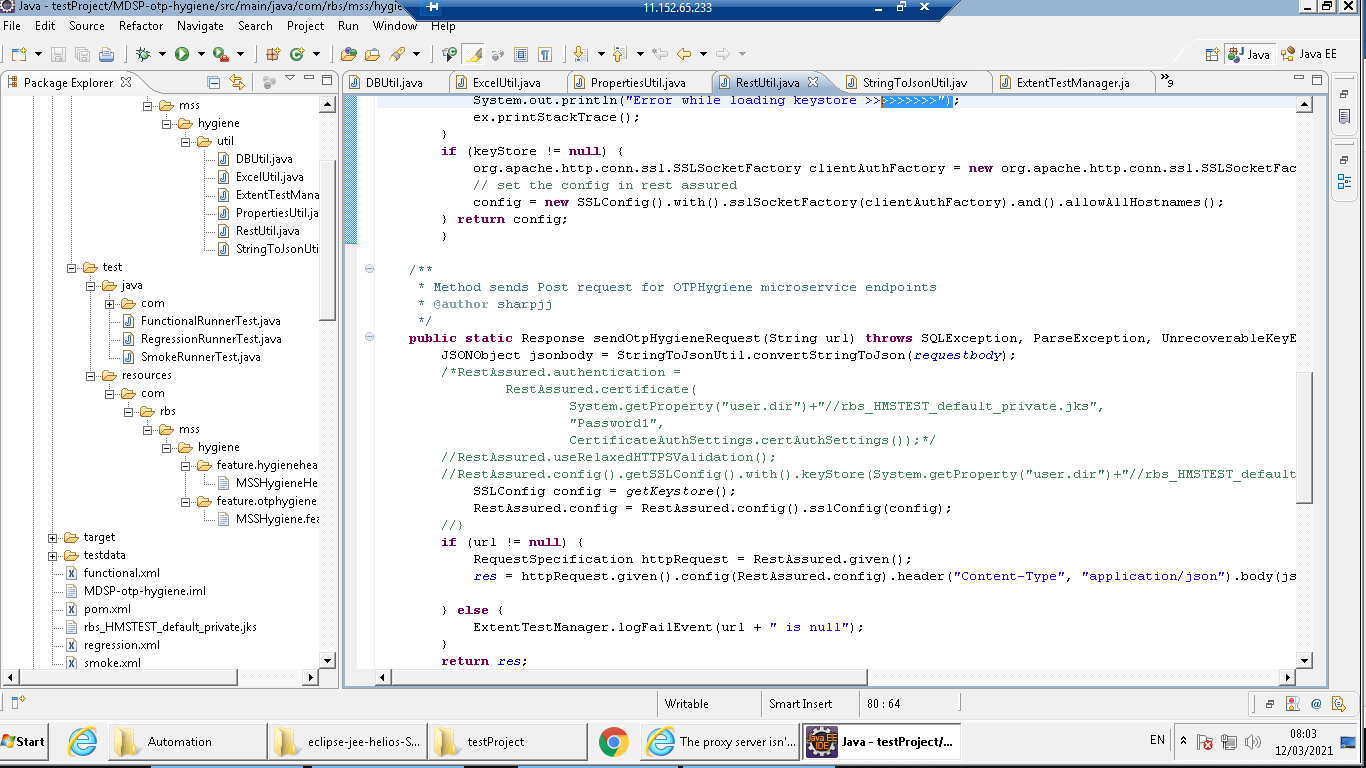 Java - testProject/MDSP-otp-hygiene/src/main/java/com/rbs/mss/hygie
11.152.65.233
File Edit Source Refactor Navigate Search Project Run Window Help
Java Java EE
Package Explorer
DBUtil.java ExcelUtil.java PropertiesUtil.java RestUtil.java StringToJsonUtil.jav ExtentTestManager.ja »9
mss
hygiene
util
DBUtil.java
ExcelUtil.java
ExtentTestMana
PropertiesUtil.ja
RestUtil.java
StringToJsonUti
test
java
com
FunctionalRunnerTest.java
RegressionRunnerTest.java
SmokeRunnerTest.java
resources
com
rbs
mss
hygiene
feature.hygienehea
MSSHygieneHe
feature.otphygiene
MSSHygiene.fea
target
testdata
functional.xml
MDSP-otp-hygiene.iml
pom.xml
rbs_HMSTEST_default_private.jks
regression.xml
smoke.xml
System.out.println("Error while loading keystore >>>>>>>>>");
ex.printStackTrace();
}
if (keyStore != null) {
org.apache.http.conn.ssl.SSLSocketFactory clientAuthFactory = new org.apache.http.conn.ssl.SSLSocketFac
// set the config in rest assured
config = new SSLConfig().with().sslSocketFactory(clientAuthFactory).and().allowAllHostnames();
} return config;
}
/**
* Method sends Post request for OTPHygiene microservice endpoints
* @author sharpjj
*/
public static Response sendOtpHygieneRequest(String url) throws SQLException, ParseException, UnrecoverableKeyE
JSONObject jsonbody = StringToJsonUtil.convertStringToJson(requestbody);
/*RestAssured.authentication =
RestAssured.certificate(
System.getProperty("user.dir")+"//rbs_HMSTEST_default_private.jks",
"Password1",
CertificateAuthSettings.certAuthSettings());*/
//RestAssured.useRelaxedHTTPSValidation();
//RestAssured.config().getSSLConfig().with().keyStore(System.getProperty("user.dir")+"//rbs_HMSTEST_default
SSLConfig config = getKeystore();
RestAssured.config = RestAssured.config().sslConfig(config);
//}
if (url != null) {
RequestSpecification httpRequest = RestAssured.given();
res = httpRequest.given().config(RestAssured.config).header("Content-Type", "application/json").body(js
} else {
ExtentTestManager.logFailEvent(url + " is null");
}
return res;
Writable Smart Insert 80 : 64
Start Automation eclipse-jee-helios-S... testProject The proxy server isn'... Java - testProject/... EN 08:03
12/03/2021